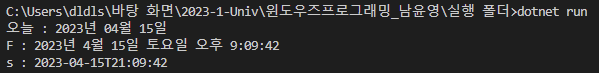 C:\Users\dldls\바탕 화면\2023-1-Univ\윈도우즈프로그래밍_남윤영\실행 폴더>dotnet run
오늘 : 2023년 04월 15일
F : 2023년 4월 15일 토요일 오후 9:09:42
s : 2023-04-15T21:09:42